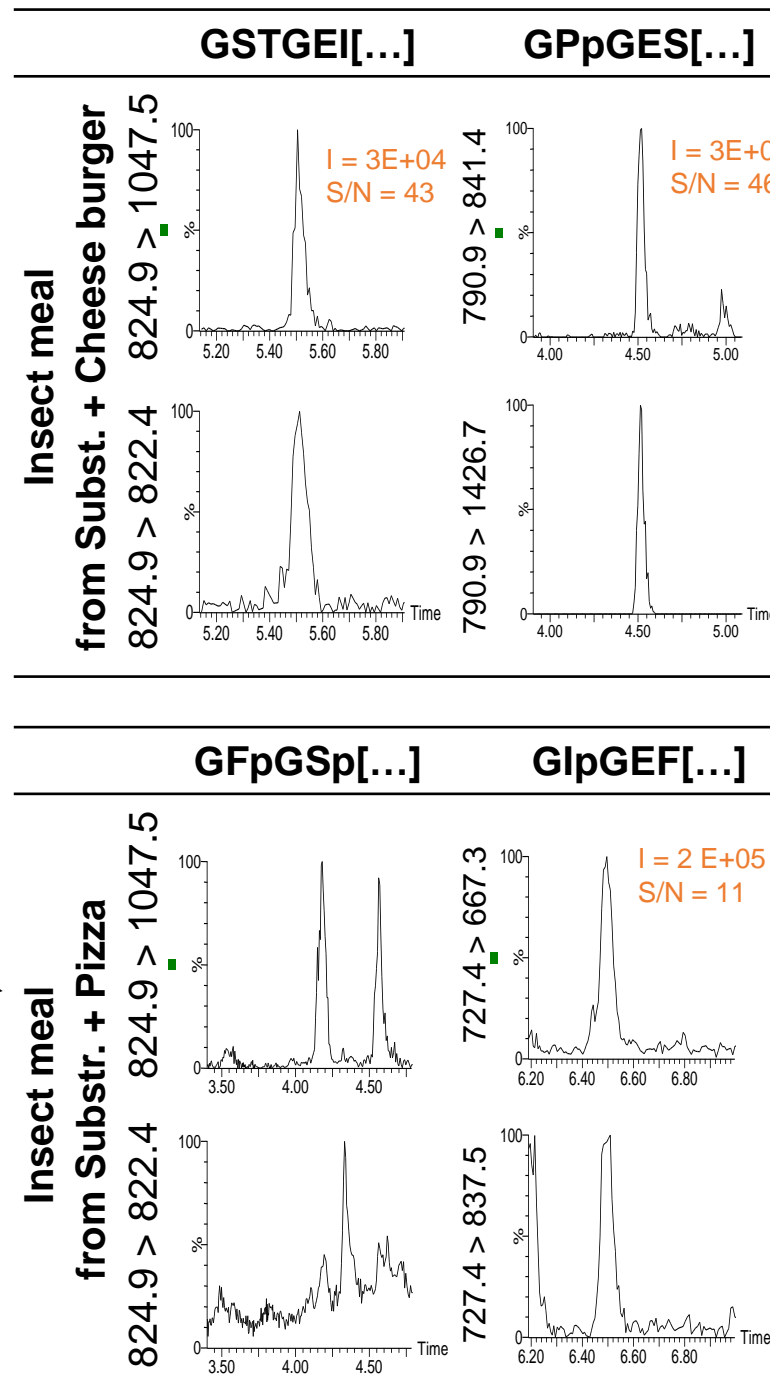 GSTGEI[…] GPpGES[…]
Insect meal
from Subst. + Cheese burger
824.9 > 1047.5
100
%
0
5.20 5.40 5.60 5.80
I = 3E+04
S/N = 43
790.9 > 841.4
100
%
0
4.00 4.50 5.00
I = 3E+0
S/N = 46
824.9 > 822.4
100
%
0
5.20 5.40 5.60 5.80
Time
790.9 > 1426.7
100
%
0
4.00 4.50 5.00
Time
GFpGSp[…] GIpGEF[…]
Insect meal
from Substr. + Pizza
824.9 > 1047.5
100
%
0
3.50 4.00 4.50
727.4 > 667.3
100
%
0
6.20 6.40 6.60 6.80
I = 2 E+05
S/N = 11
824.9 > 822.4
100
%
0
3.50 4.00 4.50
Time
727.4 > 837.5
100
%
0
6.20 6.40 6.60 6.80
Time